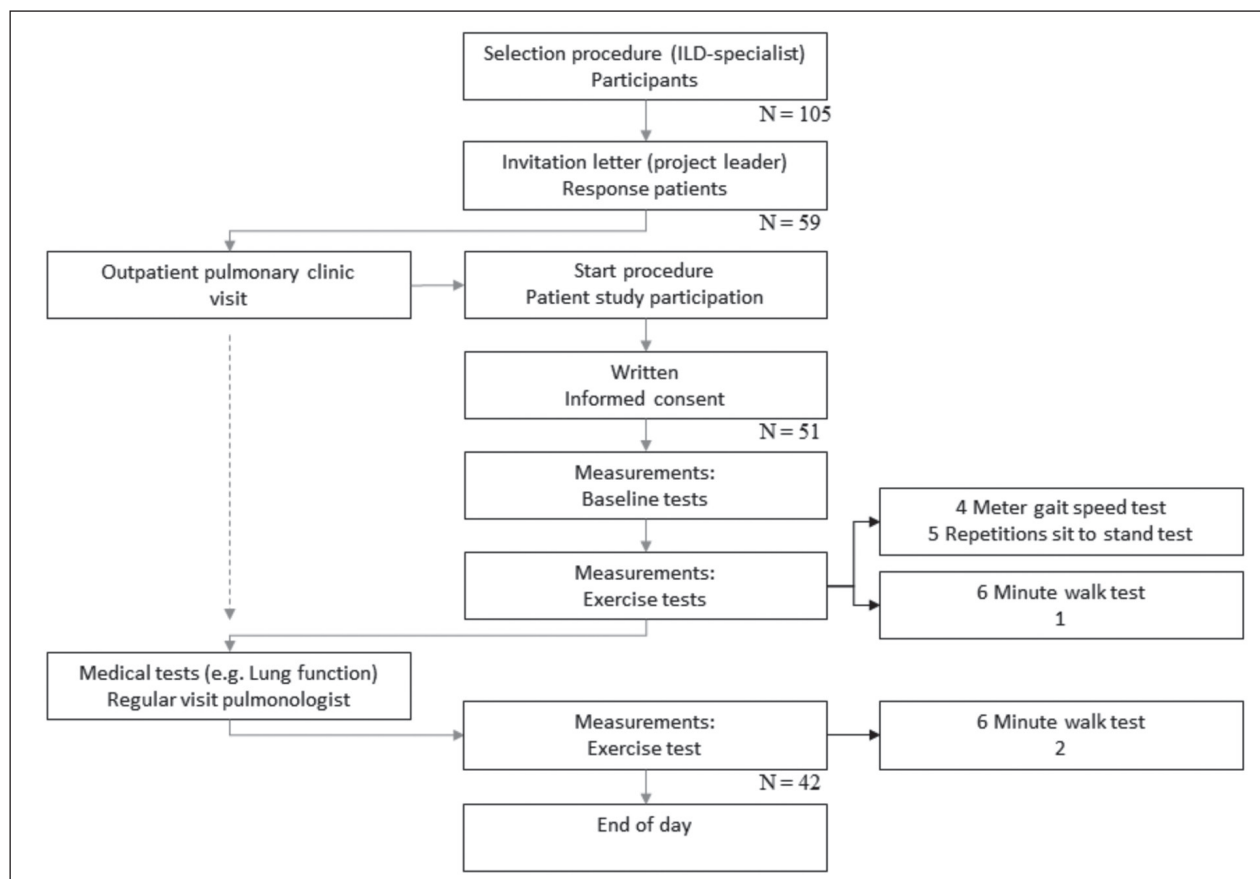 Selection procedure (ILD-specialist)
Participants
N = 105
Invitation letter (project leader)
Response patients
N = 59
Outpatient pulmonary clinic
visit
Start procedure
Patient study participation
Written
Informed consent
N = 51
Measurements:
Baseline tests
4 Meter gait speed test
5 Repetitions sit to stand test
Measurements:
Exercise tests
6 Minute walk test
1
Medical tests (e.g. Lung function)
Regular visit pulmonologist
Measurements:
Exercise test
6 Minute walk test
2
N = 42
End of day